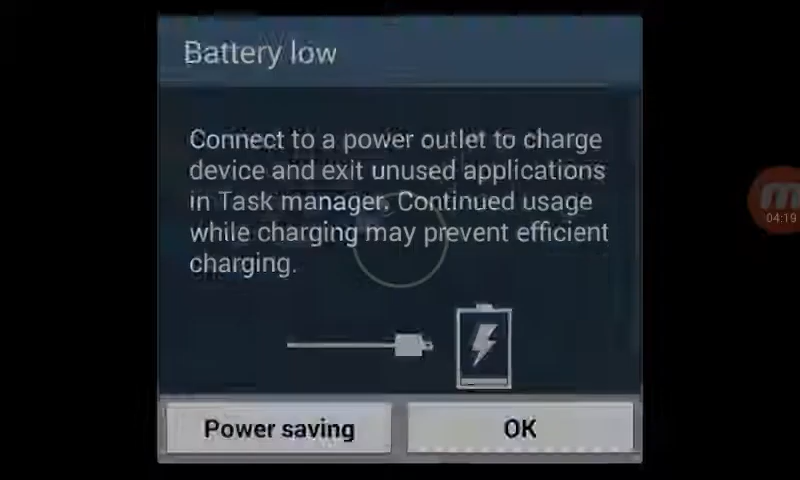 Battery low
Connect to a power outlet to charge
device and exit unused applications
in Task manager. Continued usage
while charging may prevent efficient
charging.
04:19
Power saving
OK